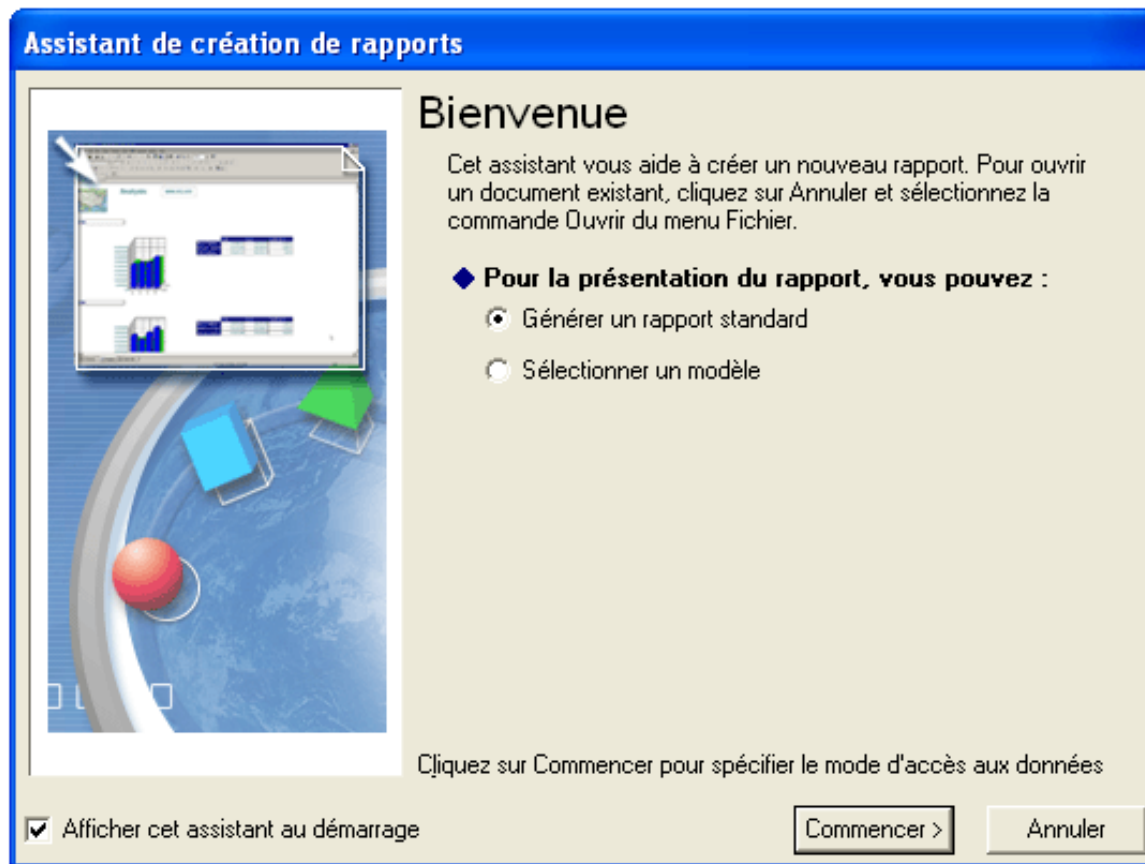 Assistant de création de rapports
Bienvenue
Cet assistant vous aide à créer un nouveau rapport. Pour ouvrir
un document existant, cliquez sur Annuler et sélectionnez la
commande Ouvrir du menu Fichier.
Pour la présentation du rapport, vous pouvez :
Générer un rapport standard
Sélectionner un modèle
Cliquez sur Commencer pour spécifier le mode d'accès aux données
Afficher cet assistant au démarrage
Commencer >
Annuler